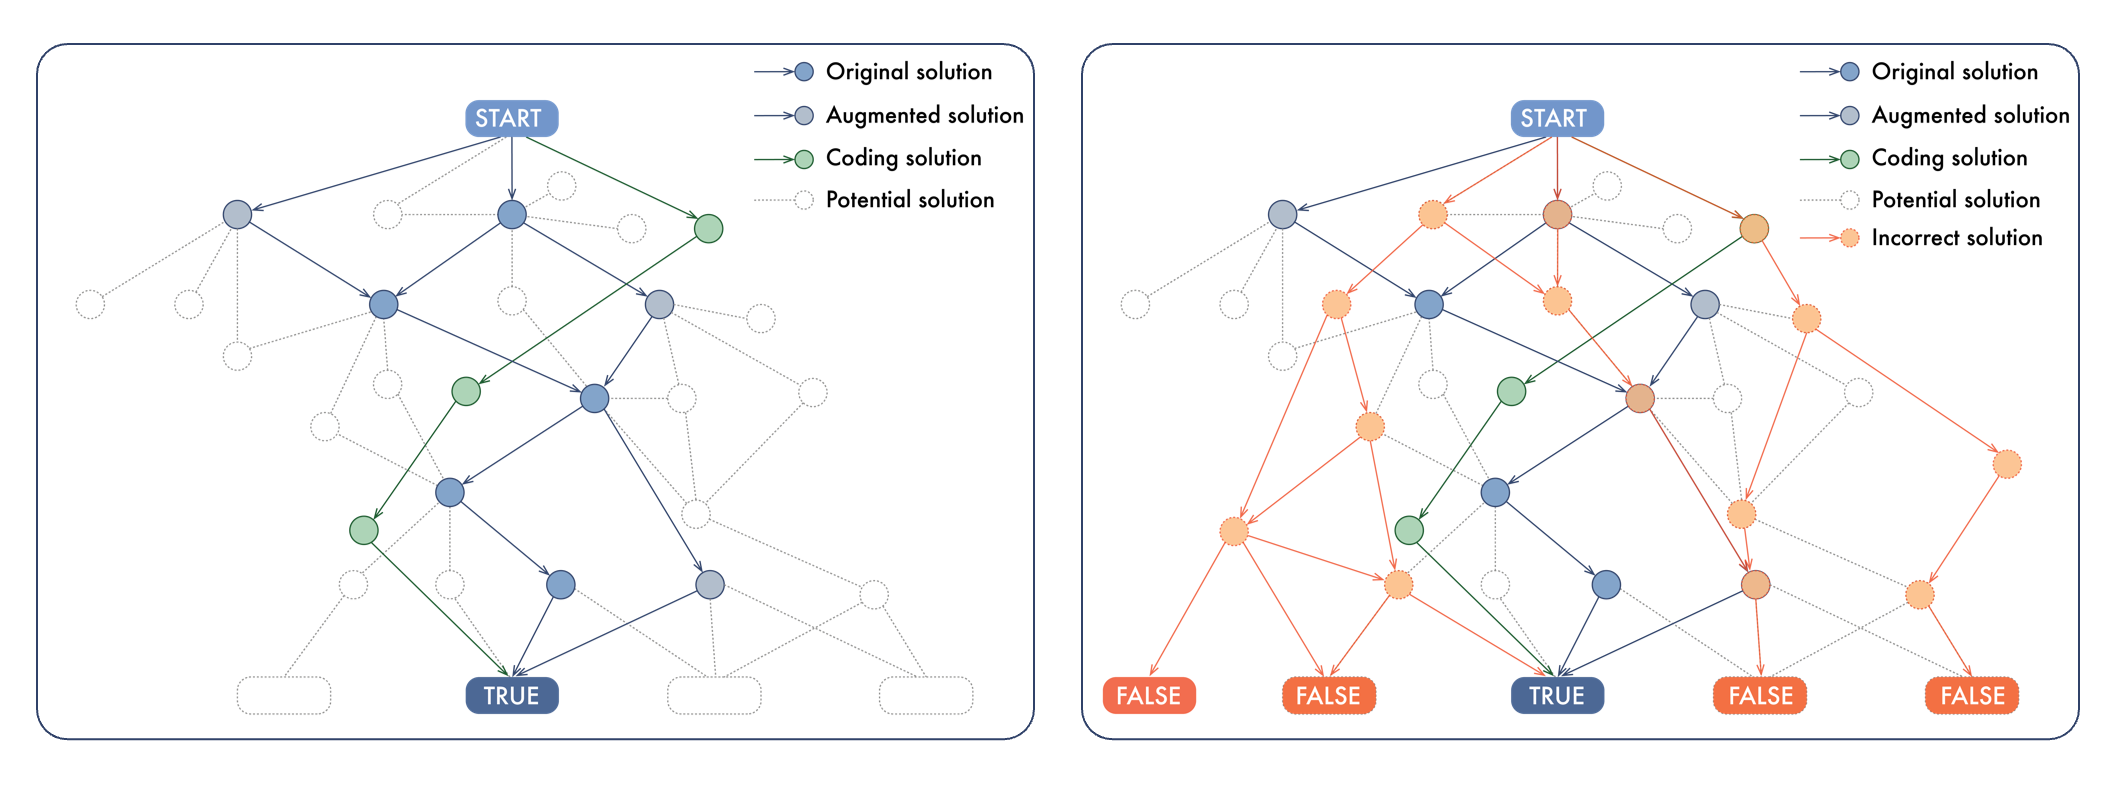 Original solution
START
Augmented solution
Coding solution
Potential solution
TRUE
Original solution
START
Augmented solution
Coding solution
Potential solution
Incorrect solution
FALSE
FALSE
TRUE
FALSE
FALSE